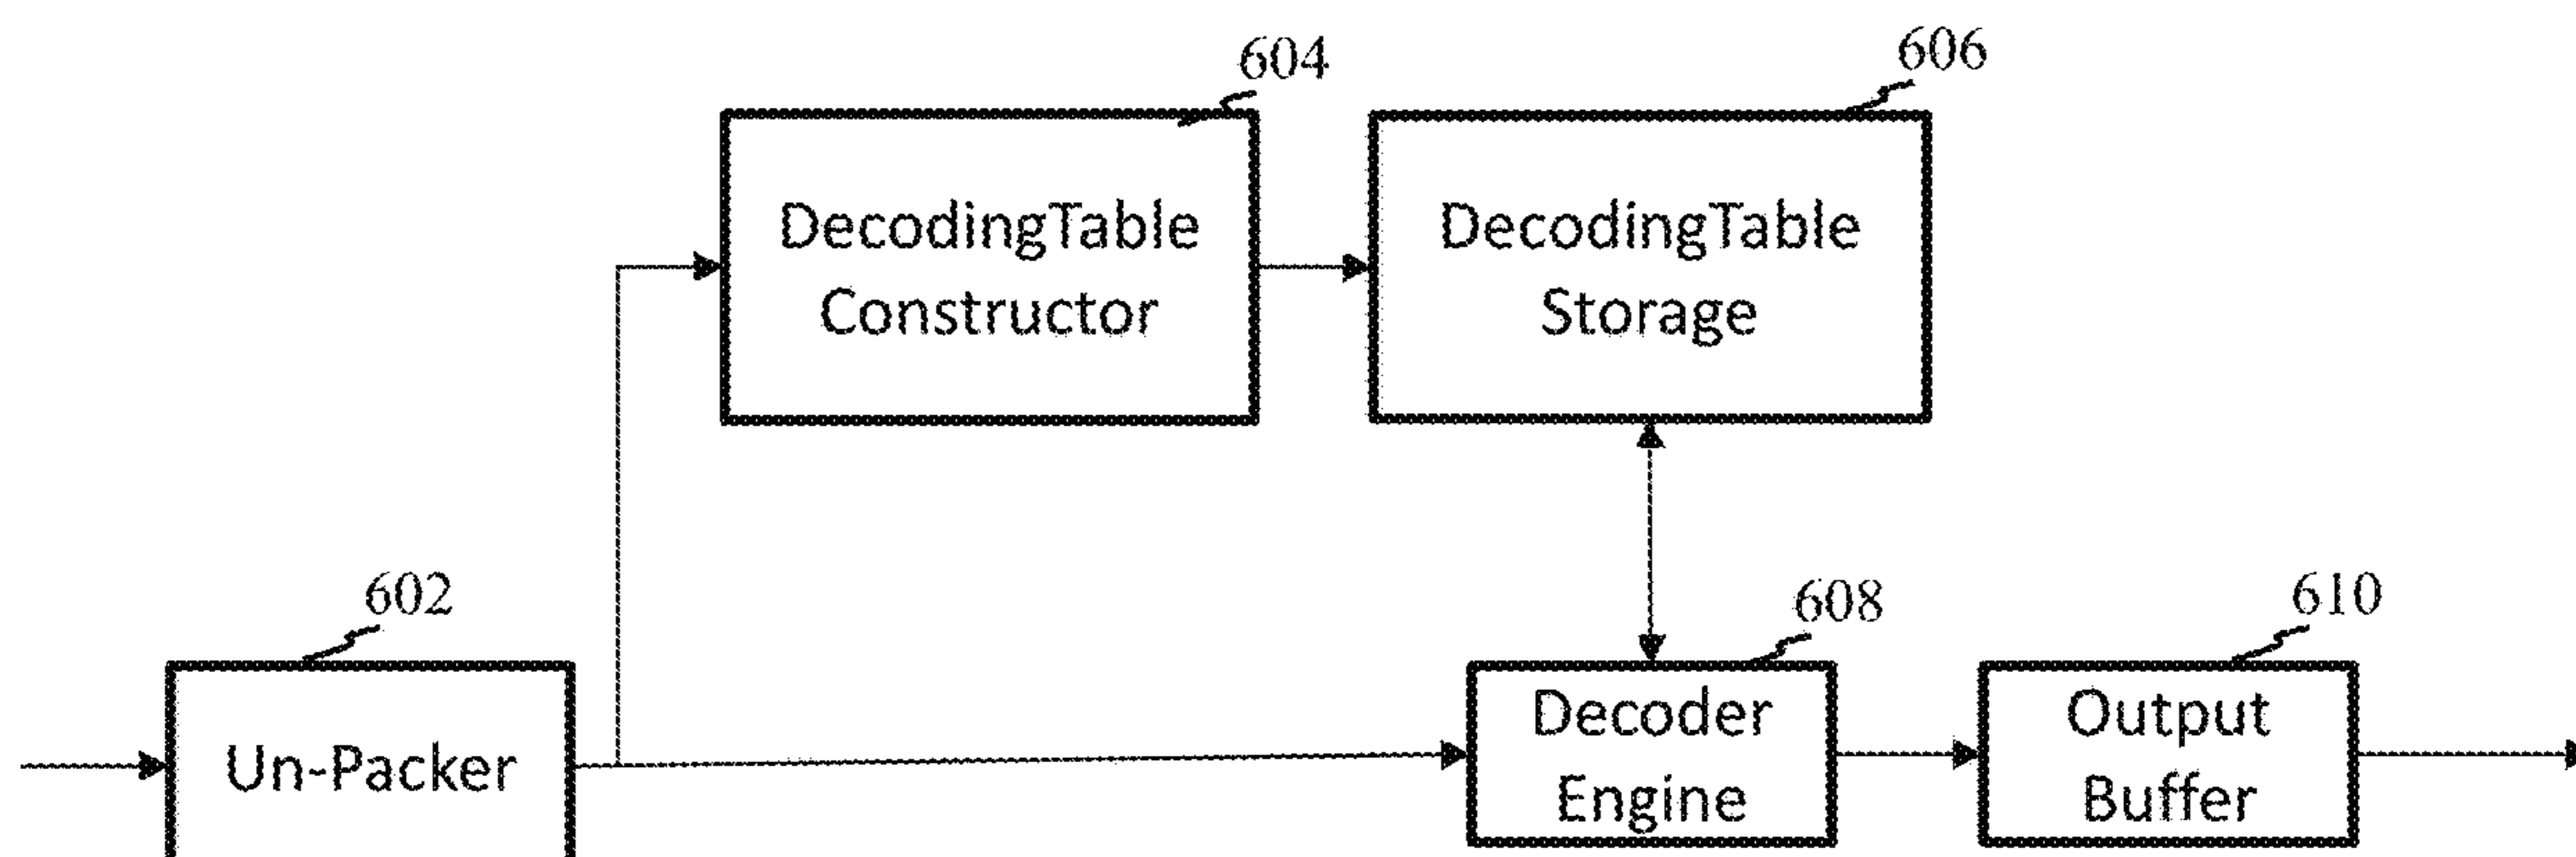 604
606
DecodingTable
Constructor
DecodingTable
Storage
602
608
610
Un-Packer
Decoder
Engine
Output
Buffer